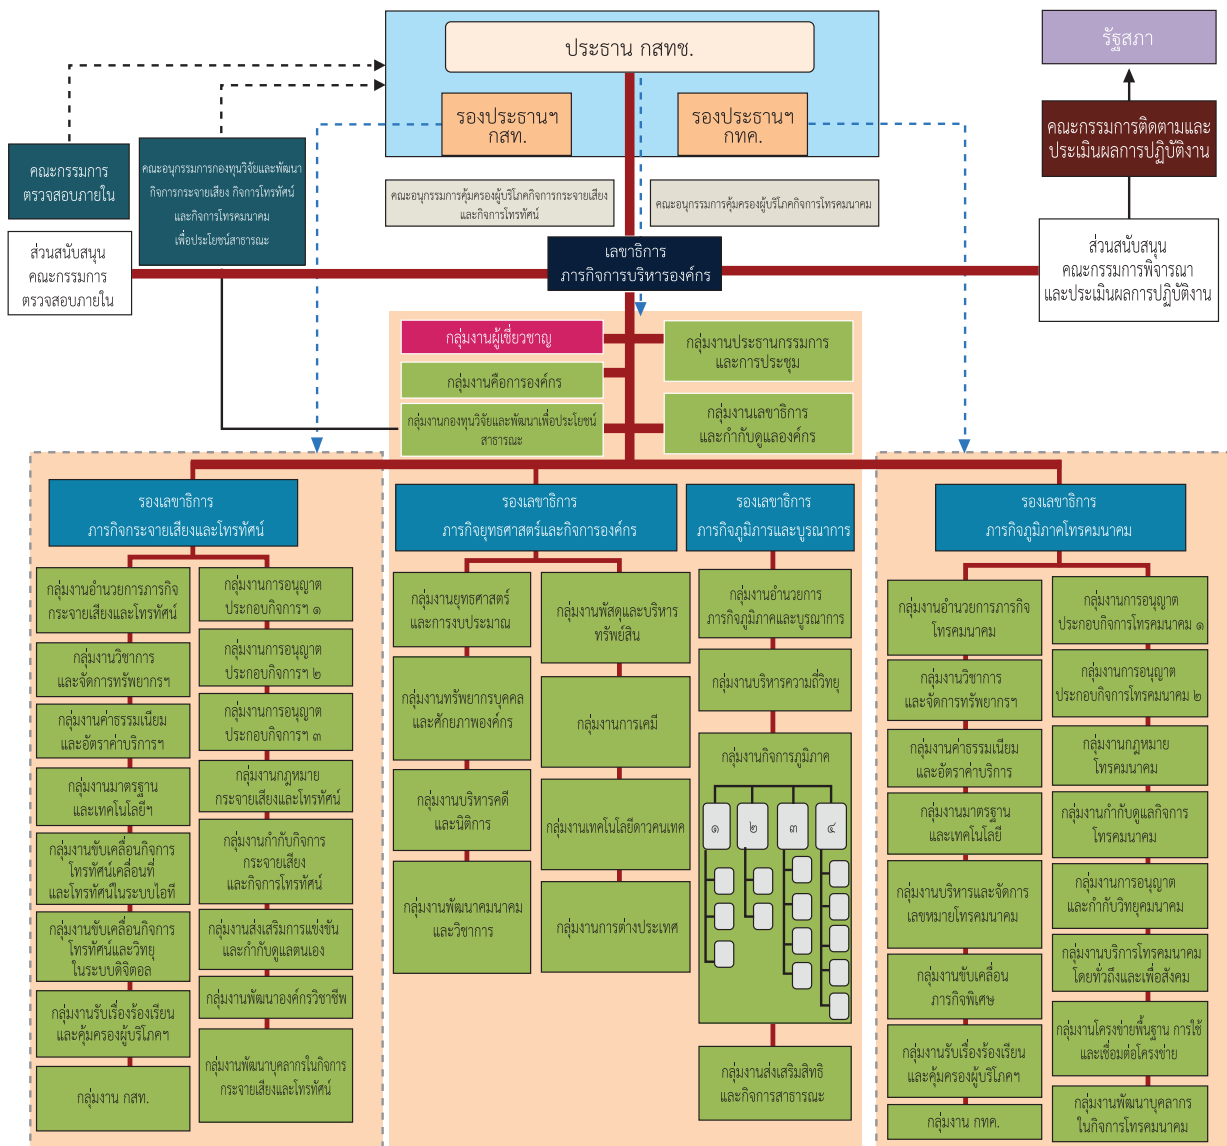 ประธาน กสทช.
รัฐสภา
รองประธานฯ
กสท.
รองประธานฯ
กทค.
คณะกรรมการติดตามและ
ประเมินผลการปฏิบัติงาน
คณะกรรมการ
ตรวจสอบภายใน
คณะอนุกรรมการกองทุนวิจัยและพัฒนา
กิจการกระจายเสียง กิจการโทรทัศน์
และกิจการโทรคมนาคม
เพื่อประโยชน์สาธารณะ
คณะอนุกรรมการคุ้มครองผู้บริโภคกิจการกระจายเสียง
และกิจการโทรทัศน์
คณะอนุกรรมการคุ้มครองผู้บริโภคกิจการโทรคมนาคม
ส่วนสนับสนุน
คณะกรรมการ
ตรวจสอบภายใน
เลขาธิการ
ภารกิจการบริหารองค์กร
ส่วนสนับสนุน
คณะกรรมการพิจารณา
และประเมินผลการปฏิบัติงาน
กลุ่มงานผู้เชี่ยวชาญ
กลุ่มงานประธานกรรมการ
และการประชุม
กลุ่มงานคือการองค์กร
กลุ่มงานกองทุนวิจัยและพัฒนาเพื่อประโยชน์
สาธารณะ
กลุ่มงานเลขาธิการ
และกำกับดูแลองค์กร
รองเลขาธิการ
ภารกิจกระจายเสียงและโทรทัศน์
กลุ่มงานอำนวยการภารกิจ
กระจายเสียงและโทรทัศน์
กลุ่มงานวิชาการ
และจัดการทรัพยากรฯ
กลุ่มงานค่าธรรมเนียม
และอัตราค่าบริการฯ
กลุ่มงานมาตรฐาน
และเทคโนโลยีฯ
กลุ่มงานขับเคลื่อนกิจการ
โทรทัศน์เคลื่อนที่
และโทรทัศน์ในระบบไอที
กลุ่มงานขับเคลื่อนกิจการ
โทรทัศน์และวิทยุ
ในระบบดิจิตอล
กลุ่มงานรับเรื่องร้องเรียน
และคุ้มครองผู้บริโภคฯ
กลุ่มงาน กสท.
กลุ่มงานการอนุญาต
ประกอบกิจการฯ ๑
กลุ่มงานการอนุญาต
ประกอบกิจการฯ ๒
กลุ่มงานการอนุญาต
ประกอบกิจการฯ ๓
กลุ่มงานกฎหมาย
กระจายเสียงและโทรทัศน์
กลุ่มงานกำกับกิจการ
กระจายเสียง
และกิจการโทรทัศน์
กลุ่มงานส่งเสริมการแข่งขัน
และกำกับดูแลตนเอง
กลุ่มงานพัฒนาองค์กรวิชาชีพ
กลุ่มงานพัฒนาบุคลากรในกิจการ
กระจายเสียงและโทรทัศน์
รองเลขาธิการ
ภารกิจยุทธศาสตร์และกิจการองค์กร
กลุ่มงานยุทธศาสตร์
และการงบประมาณ
กลุ่มงานทรัพยากรบุคคล
และศักยภาพองค์กร
กลุ่มงานบริหารคดี
และนิติการ
กลุ่มงานพัฒนาคมนาคม
และวิชาการ
กลุ่มงานพัสดุและบริหาร
ทรัพย์สิน
กลุ่มงานการเคมี
กลุ่มงานเทคโนโลยีดาวคนเทศ
กลุ่มงานการต่างประเทศ
รองเลขาธิการ
ภารกิจภูมิภารและบูรณาการ
กลุ่มงานอำนวยการ
ภารกิจภูมิภาคและบูรณาการ
กลุ่มงานบริหารความถี่วิทยุ
กลุ่มงานกิจการภูมิภาค
๑ ๒ ๓ ๔
กลุ่มงานส่งเสริมสิทธิ
และกิจการสาธารณะ
รองเลขาธิการ
ภารกิจภูมิภาคโทรคมนาคม
กลุ่มงานอำนวยการภารกิจ
โทรคมนาคม
กลุ่มงานวิชาการ
และจัดการทรัพยากรฯ
กลุ่มงานค่าธรรมเนียม
และอัตราค่าบริการ
กลุ่มงานมาตรฐาน
และเทคโนโลยี
กลุ่มงานบริหารและจัดการ
เลขหมายโทรคมนาคม
กลุ่มงานขับเคลื่อน
ภารกิจพิเศษ
กลุ่มงานรับเรื่องร้องเรียน
และคุ้มครองผู้บริโภคฯ
กลุ่มงาน กทค.
กลุ่มงานการอนุญาต
ประกอบกิจการโทรคมนาคม ๑
กลุ่มงานการอนุญาต
ประกอบกิจการโทรคมนาคม ๒
กลุ่มงานกฎหมาย
โทรคมนาคม
กลุ่มงานกำกับดูแลกิจการ
โทรคมนาคม
กลุ่มงานการอนุญาต
และกำกับวิทยุคมนาคม
กลุ่มงานบริการโทรคมนาคม
โดยทั่วถึงและเพื่อสังคม
กลุ่มงานโครงข่ายพื้นฐาน การใช้
และเชื่อมต่อโครงข่าย
กลุ่มงานพัฒนาบุคลากร
ในกิจการโทรคมนาคม